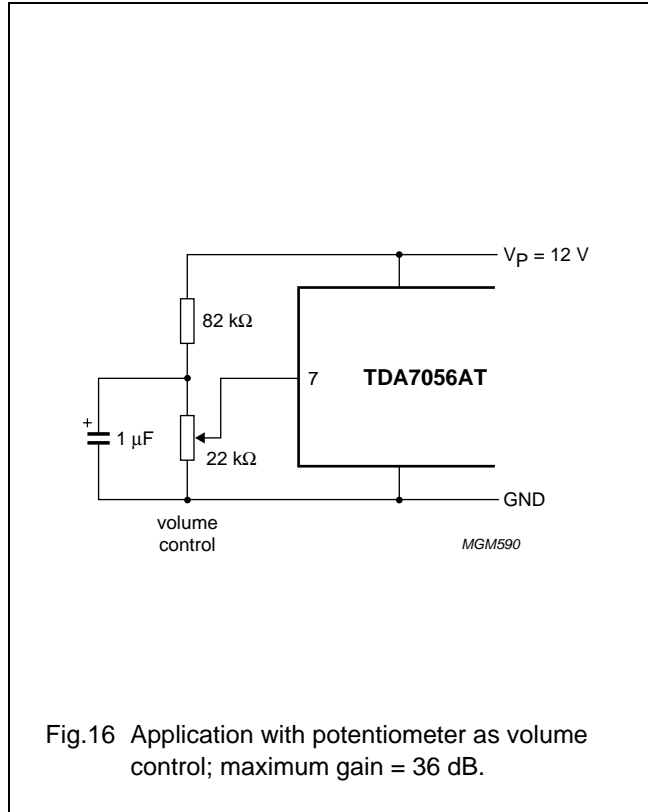 V_P = 12 V
82 kΩ
7 TDA7056AT
+
1 μF
22 kΩ
GND
volume
control
MGM590
Fig.16 Application with potentiometer as volume
control; maximum gain = 36 dB.